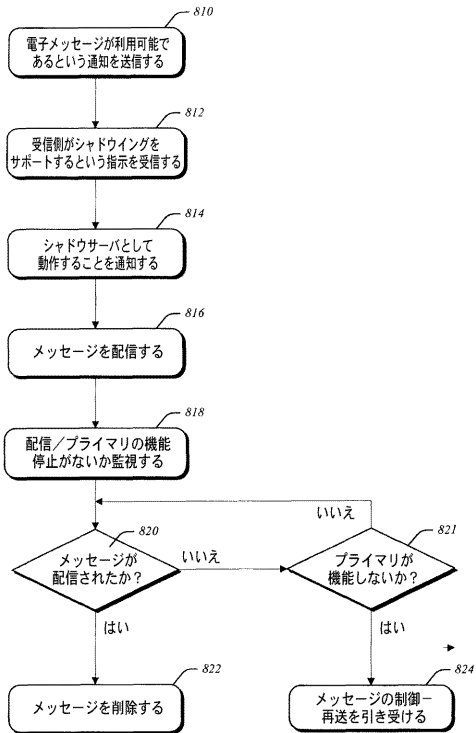 810
電子メッセージが利用可能で
あるという通知を送信する
812
受信側がシャドウイングを
サポートするという指示を受信する
814
シャドウサーバとして
動作することを通知する
816
メッセージを配信する
818
配信／プライマリの機能
停止がないか監視する
820
メッセージが
配信されたか？
いいえ
はい
821
プライマリが
機能しないか？
いいえ
はい
822
メッセージを削除する
824
メッセージの制御－
再送を引き受ける